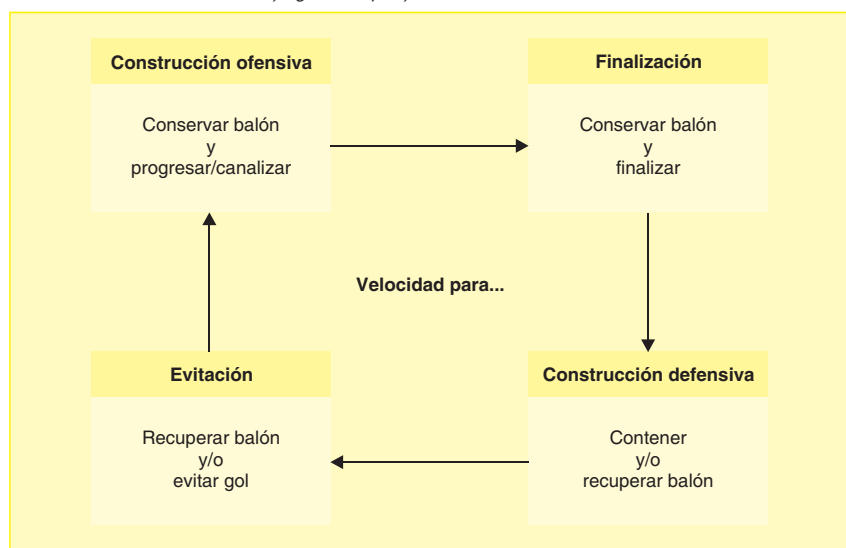 Construcción ofensiva
Conservar balón
y
progresar/canalizar
Finalización
Conservar balón
y
finalizar
Velocidad para...
Evitación
Recuperar balón
y/o
evitar gol
Construcción defensiva
Contener
y/o
recuperar balón